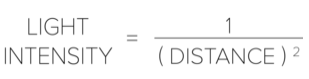 LIGHT
INTENSITY
=
1
( DISTANCE ) 2